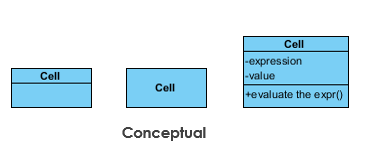 Cell
Cell
Cell
-expression
-value
+evaluate the expr()
Conceptual